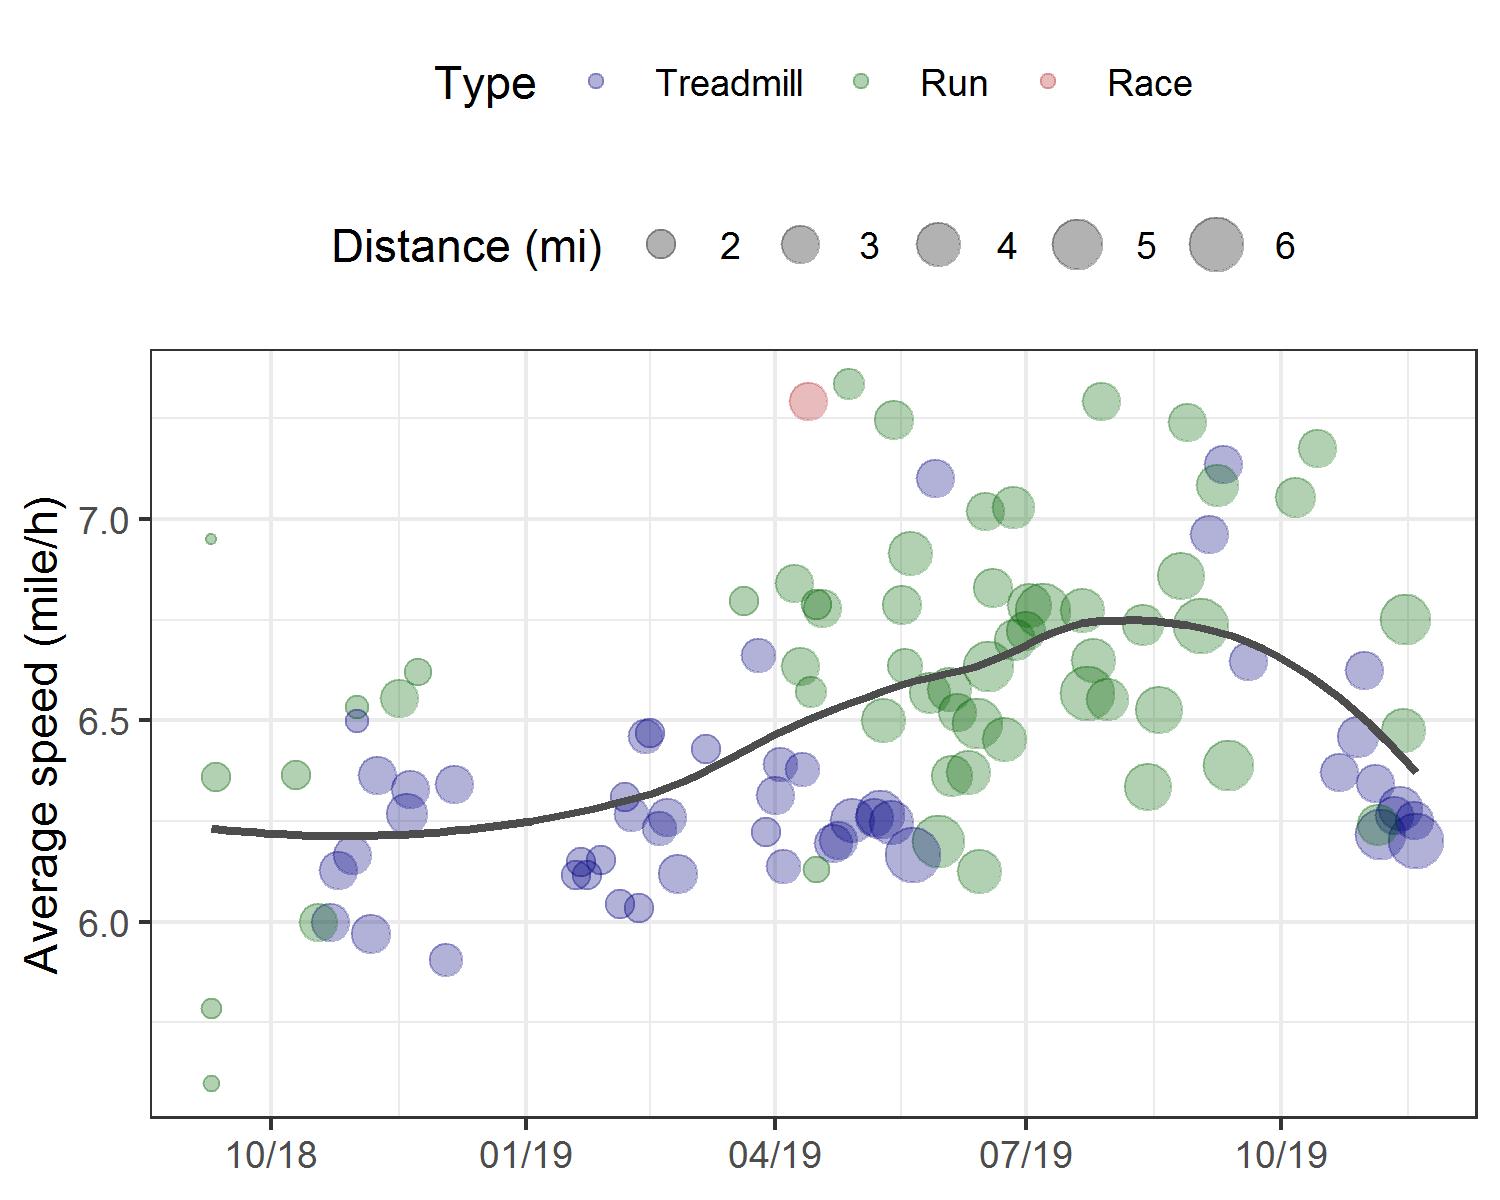 Type Treadmill Run Race
Distance (mi) 2 3 4 5 6
Average speed (mile/h)
7.0
6.5
6.0
10/18 01/19 04/19 07/19 10/19